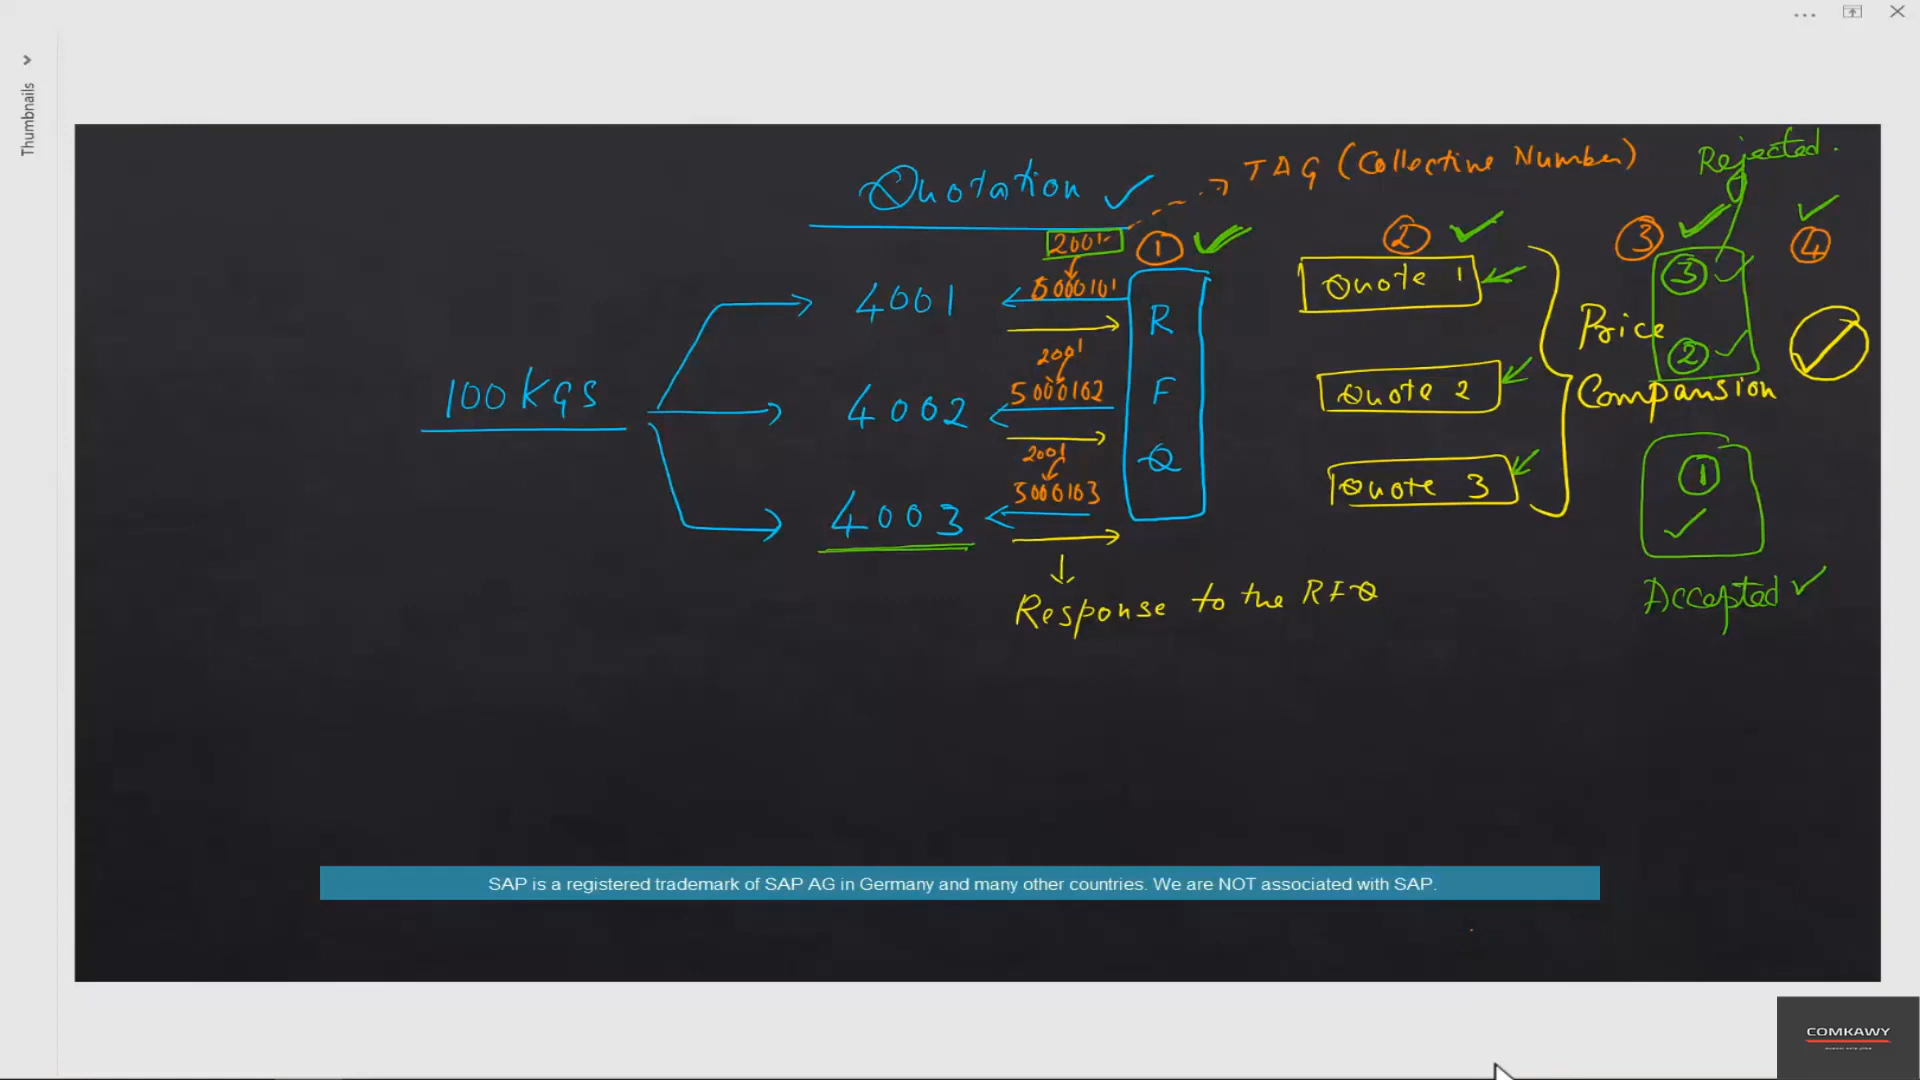 Thumbnails
Quotation
TAG (Collective Number)
Rejected.
2001
1
2
3
4
4001
5000101
R
Quote 1
3
2001
Price
2
100 KGS
4002
5000102
F
Quote 2
Comparision
2001
Q
4003
5000103
Quote 3
1
Response to the RFQ
Accepted
SAP is a registered trademark of SAP AG in Germany and many other countries. We are NOT associated with SAP.
COMKAWY